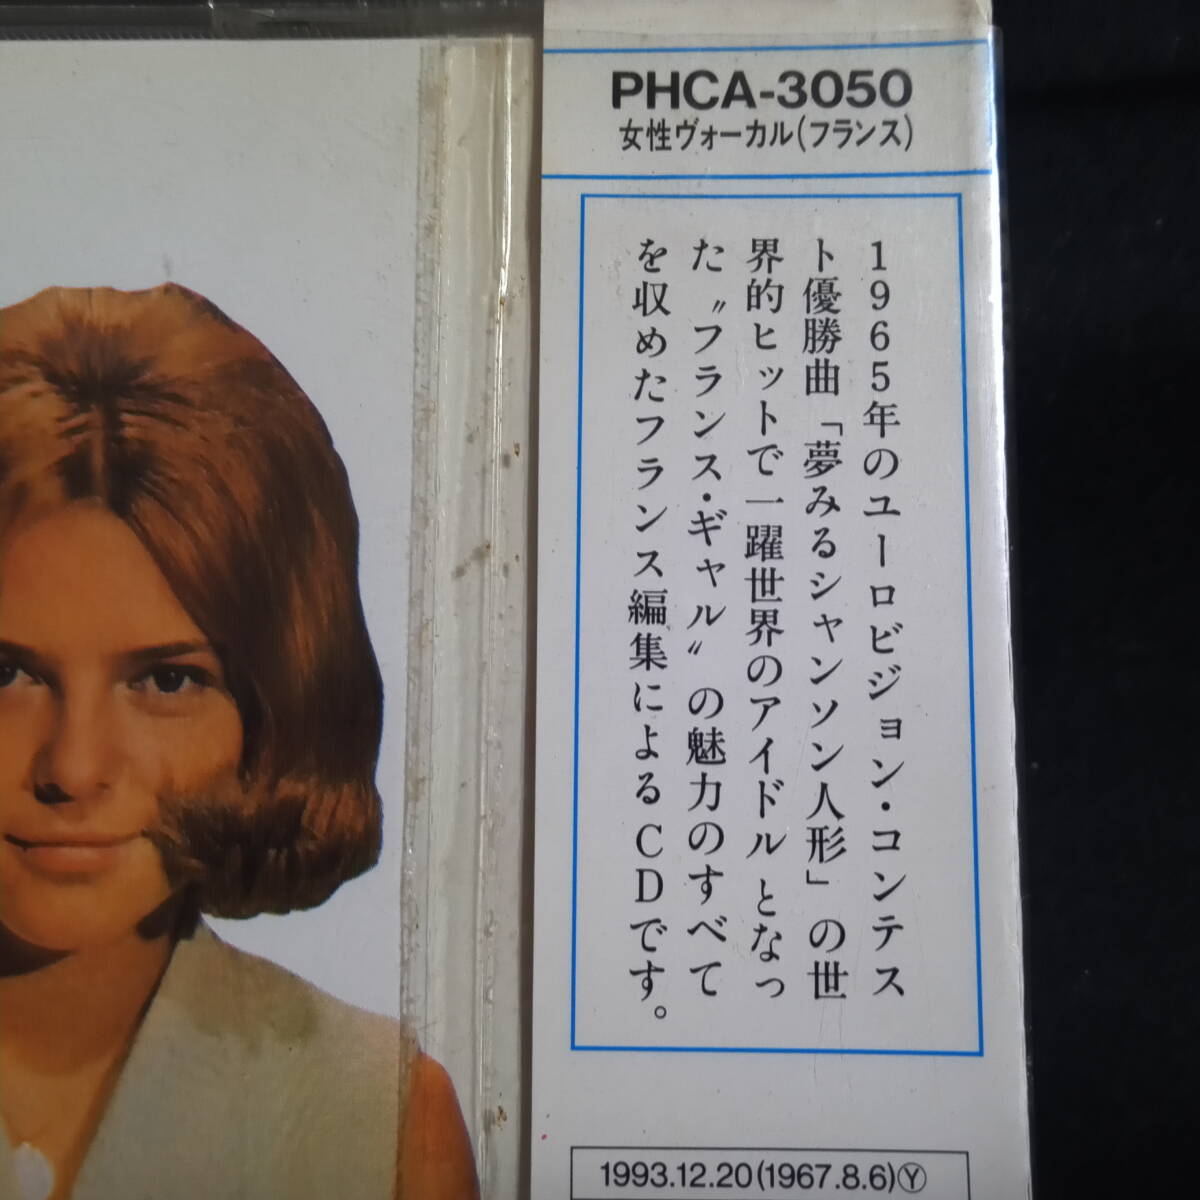 PHCA-3050
女性ヴォーカル(フランス)
1965年のユーロビジョン・コンテス
ト優勝曲「夢みるシャンソン人形」の世
界的ヒットで一躍世界のアイドルとなっ
た〝フランス・ギャル〟の魅力のすべて
を収めたフランス編集によるCDです。
1993.12.20(1967.8.6)Ⓨ